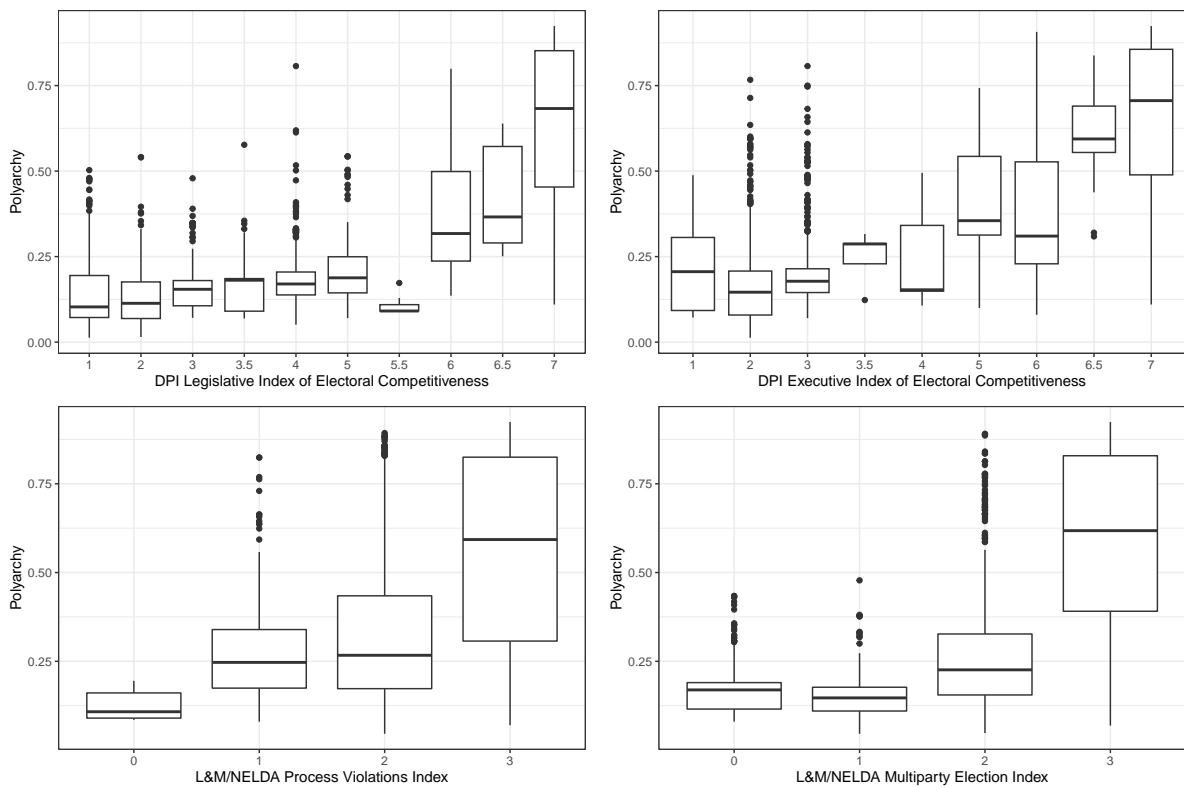 0.75
0.50
0.25
0.00
Polyarchy
1 2 3 3.5 4 5 5.5 6 6.5 7
DPI Legislative Index of Electoral Competitiveness
0.75
0.50
0.25
0.00
Polyarchy
1 2 3 3.5 4 5 6 6.5 7
DPI Executive Index of Electoral Competitiveness
0.75
0.50
0.25
Polyarchy
0 1 2 3
L&M/NELDA Process Violations Index
0.75
0.50
0.25
Polyarchy
0 1 2 3
L&M/NELDA Multiparty Election Index